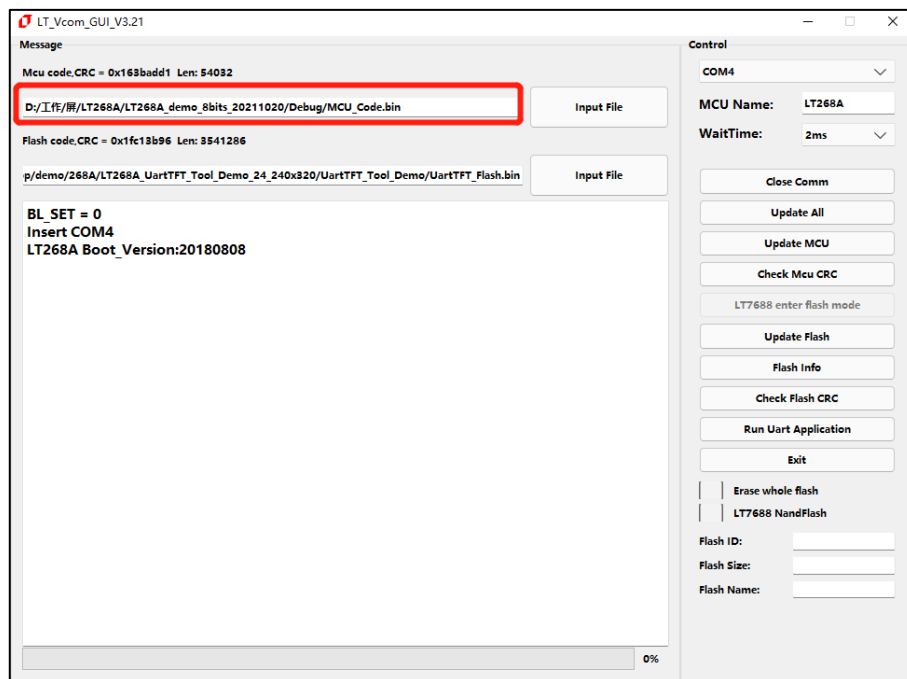 LT_Vcom_GUI_V3.21
Message
Mcu code,CRC = 0x163badd1 Len: 54032
D:/工作/屏/LT268A/LT268A_demo_8bits_20211020/Debug/MCU_Code.bin
Input File
Flash code,CRC = 0x1fc13b96 Len: 3541286
p/demo/268A/LT268A_UartTFT_Tool_Demo_24_240x320/UartTFT_Tool_Demo/UartTFT_Flash.bin
Input File
BL_SET = 0
Insert COM4
LT268A Boot_Version:20180808
0%
Control
COM4
MCU Name: LT268A
WaitTime: 2ms
Close Comm
Update All
Update MCU
Check Mcu CRC
LT7688 enter flash mode
Update Flash
Flash Info
Check Flash CRC
Run Uart Application
Exit
Erase whole flash
LT7688 NandFlash
Flash ID:
Flash Size:
Flash Name: